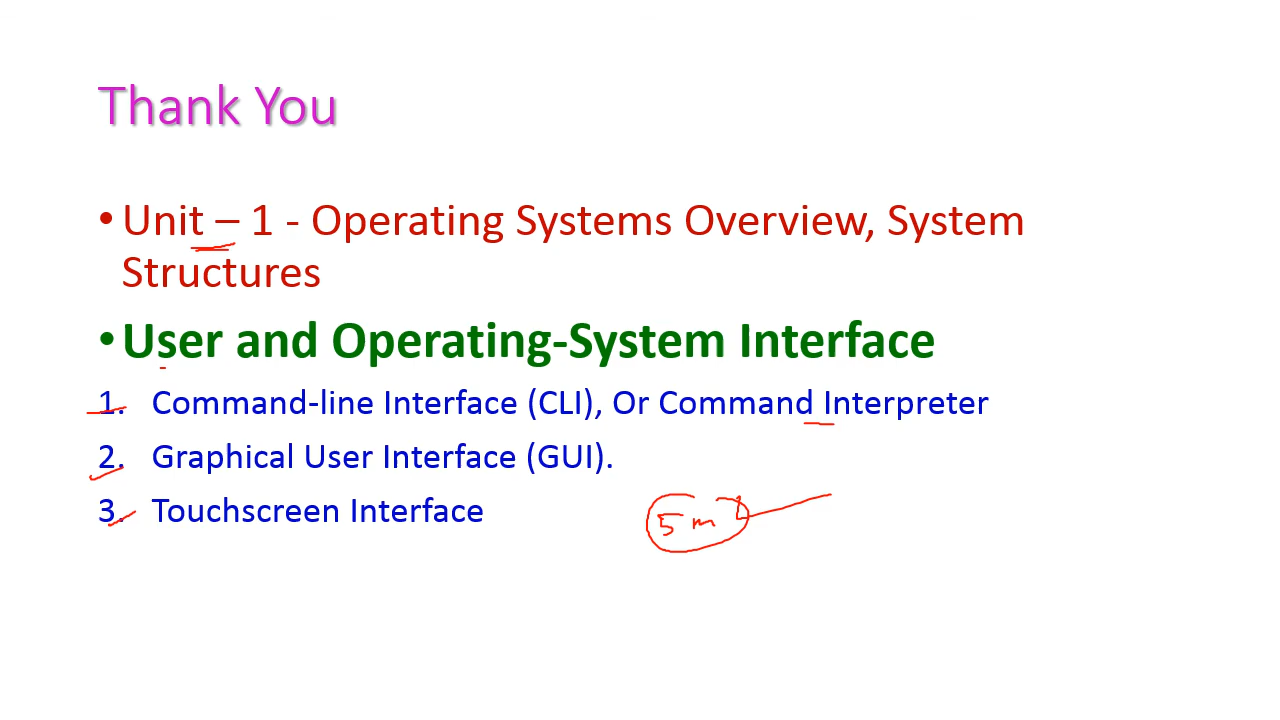 Thank You
• Unit – 1 - Operating Systems Overview, System
Structures
• User and Operating-System Interface
1. Command-line Interface (CLI), Or Command Interpreter
2. Graphical User Interface (GUI).
3. Touchscreen Interface
5 m